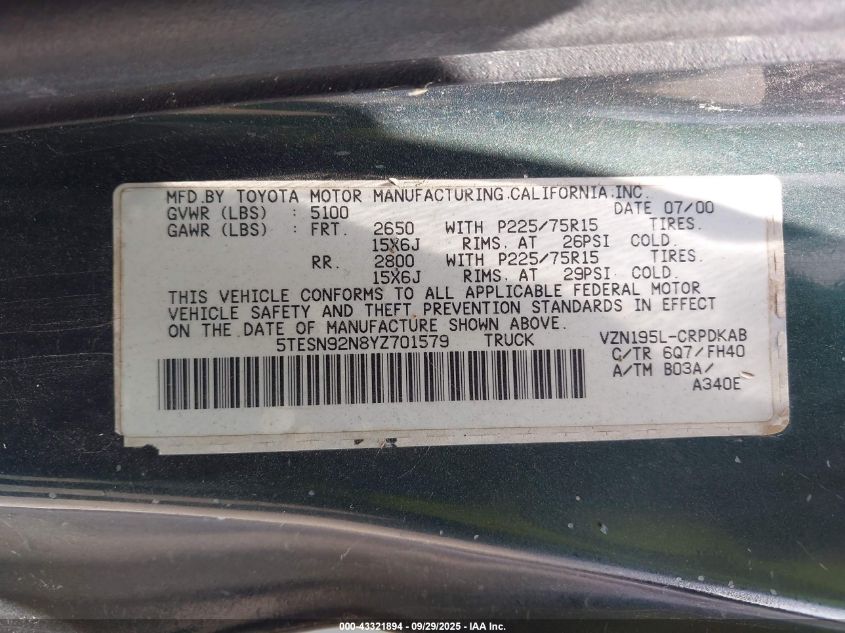 MFD.BY TOYOTA MOTOR MANUFACTURING.CALIFORNIA,INC.
GVWR (LBS) : 5100 DATE 07/00
GAWR (LBS) : FRT. 2650 WITH P225/75R15 TIRES.
15X6J RIMS. AT 26PSI COLD.
RR. 2800 WITH P225/75R15 TIRES.
15X6J RIMS. AT 29PSI COLD.
THIS VEHICLE CONFORMS TO ALL APPLICABLE FEDERAL MOTOR
VEHICLE SAFETY AND THEFT PREVENTION STANDARDS IN EFFECT
ON THE DATE OF MANUFACTURE SHOWN ABOVE.
5TESN92N8YZ701579 TRUCK VZN195L-CRPDKAB
C/TR 6Q7/FH40
A/TM B03A/
A340E
000-43321894 - 09/29/2025 - IAA Inc.